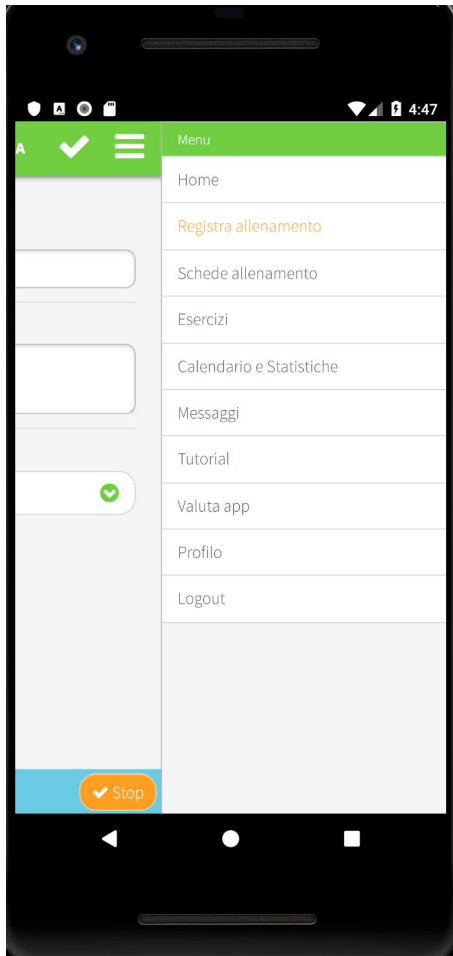 4:47
A
Menu
Home
Registra allenamento
Schede allenamento
Esercizi
Calendario e Statistiche
Messaggi
Tutorial
Valuta app
Profilo
Logout
Stop